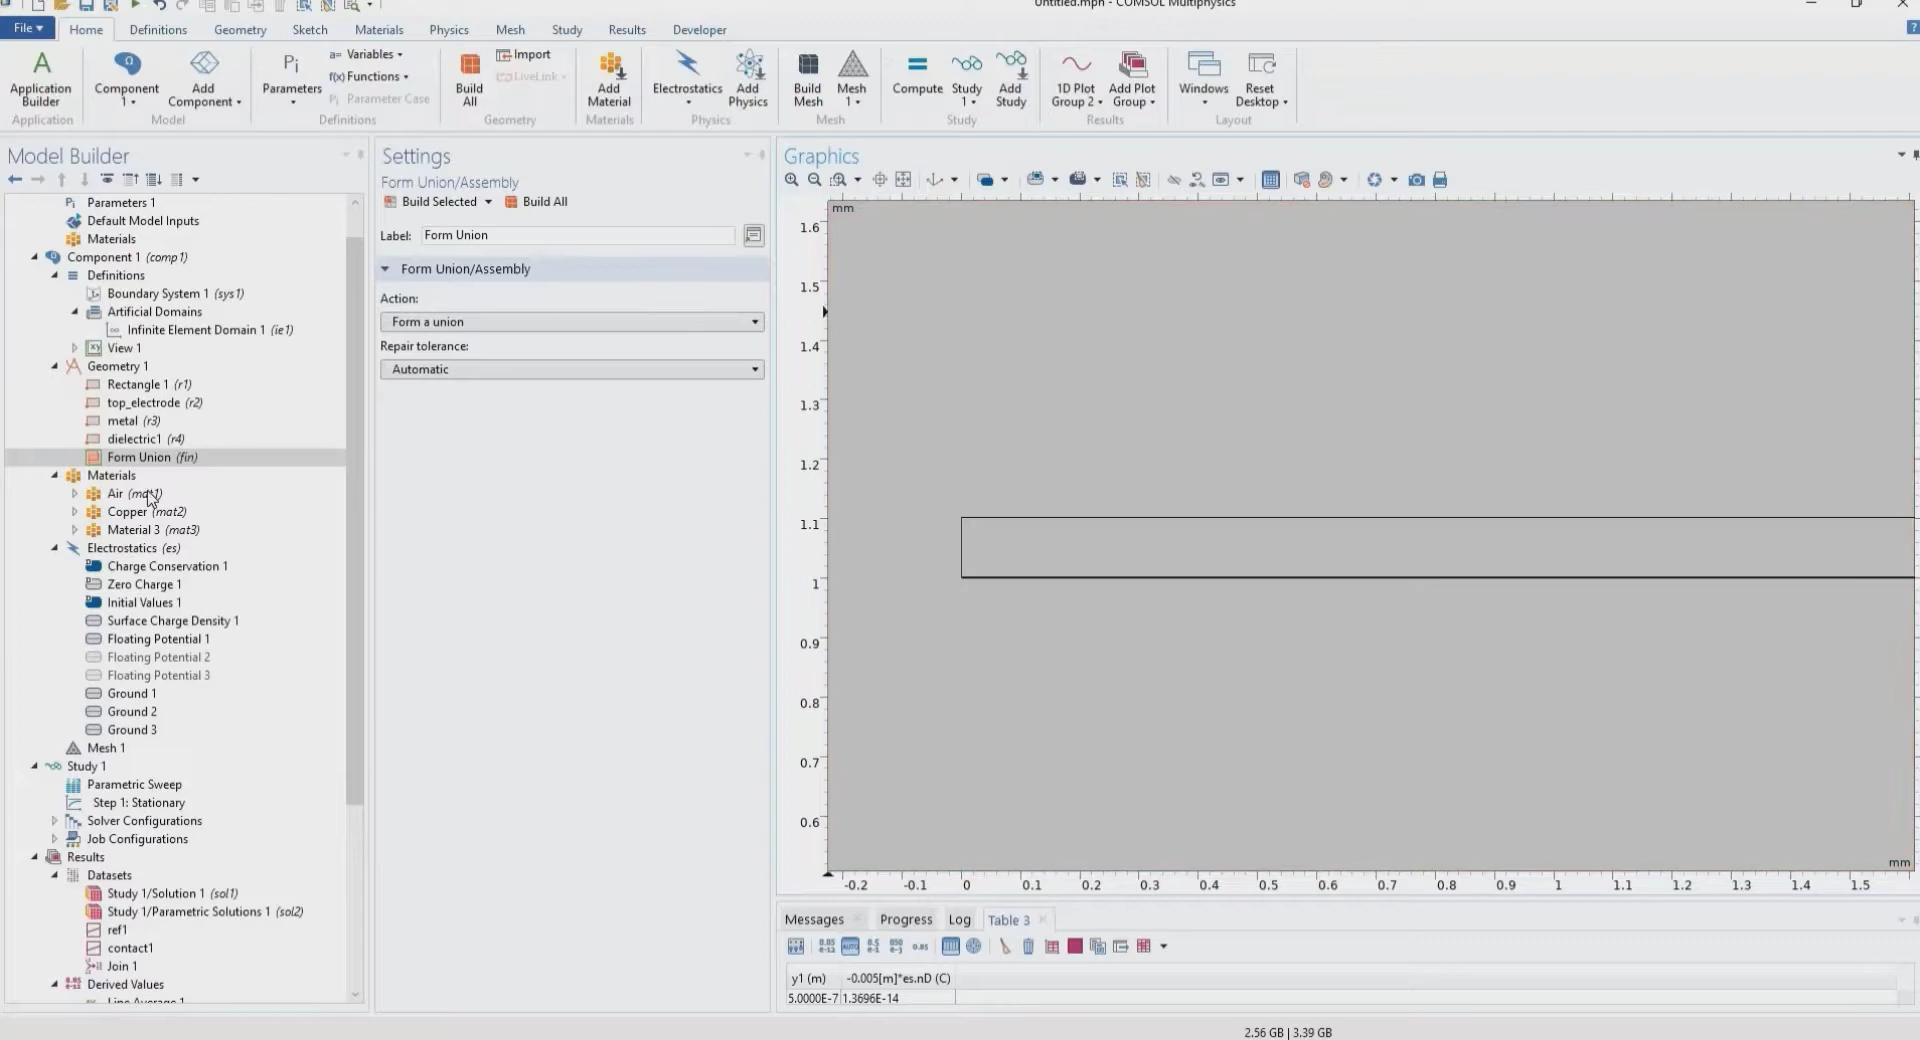 Untitled.mph - COMSOL Multiphysics
File
Home
Definitions
Geometry
Sketch
Materials
Physics
Mesh
Study
Results
Developer
Application Builder
Application
Component 1
Add Component
Model
Pi
Parameters
a= Variables
f(x) Functions
Pi Parameter Case
Definitions
Build All
Import
LiveLink
Geometry
Add Material
Materials
Electrostatics
Add Physics
Physics
Build Mesh
Mesh 1
Mesh
Compute
Study 1
Add Study
Study
1D Plot Group 2
Add Plot Group
Results
Windows
Reset Desktop
Layout
Model Builder
Pi Parameters 1
Default Model Inputs
Materials
Component 1 (comp1)
Definitions
Boundary System 1 (sys1)
Artificial Domains
Infinite Element Domain 1 (ie1)
View 1
Geometry 1
Rectangle 1 (r1)
top_electrode (r2)
metal (r3)
dielectric1 (r4)
Form Union (fin)
Materials
Air (mat1)
Copper (mat2)
Material 3 (mat3)
Electrostatics (es)
Charge Conservation 1
Zero Charge 1
Initial Values 1
Surface Charge Density 1
Floating Potential 1
Floating Potential 2
Floating Potential 3
Ground 1
Ground 2
Ground 3
Mesh 1
Study 1
Parametric Sweep
Step 1: Stationary
Solver Configurations
Job Configurations
Results
Datasets
Study 1/Solution 1 (sol1)
Study 1/Parametric Solutions 1 (sol2)
ref1
contact1
Join 1
Derived Values
Line Average 1
Settings
Form Union/Assembly
Build Selected
Build All
Label: Form Union
Form Union/Assembly
Action:
Form a union
Repair tolerance:
Automatic
Graphics
mm
1.6
1.5
1.4
1.3
1.2
1.1
1
0.9
0.8
0.7
0.6
mm
-0.2 -0.1 0 0.1 0.2 0.3 0.4 0.5 0.6 0.7 0.8 0.9 1 1.1 1.2 1.3 1.4 1.5
Messages
Progress
Log
Table 3
y1 (m) -0.005[m]*es.nD (C)
5.0000E-7 1.3696E-14
2.56 GB | 3.39 GB